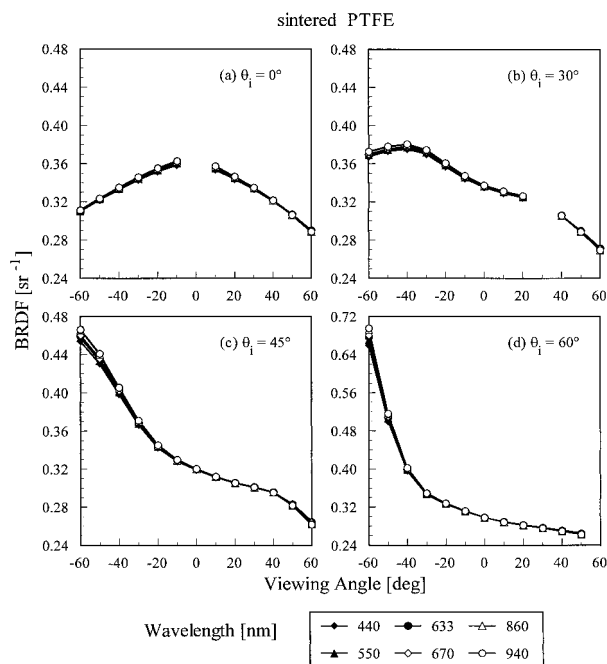 sintered PTFE
(a) θi = 0°
(b) θi = 30°
0.48
0.44
0.40
0.36
0.32
0.28
0.24
0.48
0.44
0.40
0.36
0.32
0.28
0.24
-60 -40 -20 0 20 40 60
-60 -40 -20 0 20 40 60
BRDF [sr⁻¹]
(c) θi = 45°
(d) θi = 60°
0.48
0.44
0.40
0.36
0.32
0.28
0.24
0.72
0.64
0.56
0.48
0.40
0.32
0.24
-60 -40 -20 0 20 40 60
-60 -40 -20 0 20 40 60
Viewing Angle [deg]
Wavelength [nm]
440 633 860
550 670 940